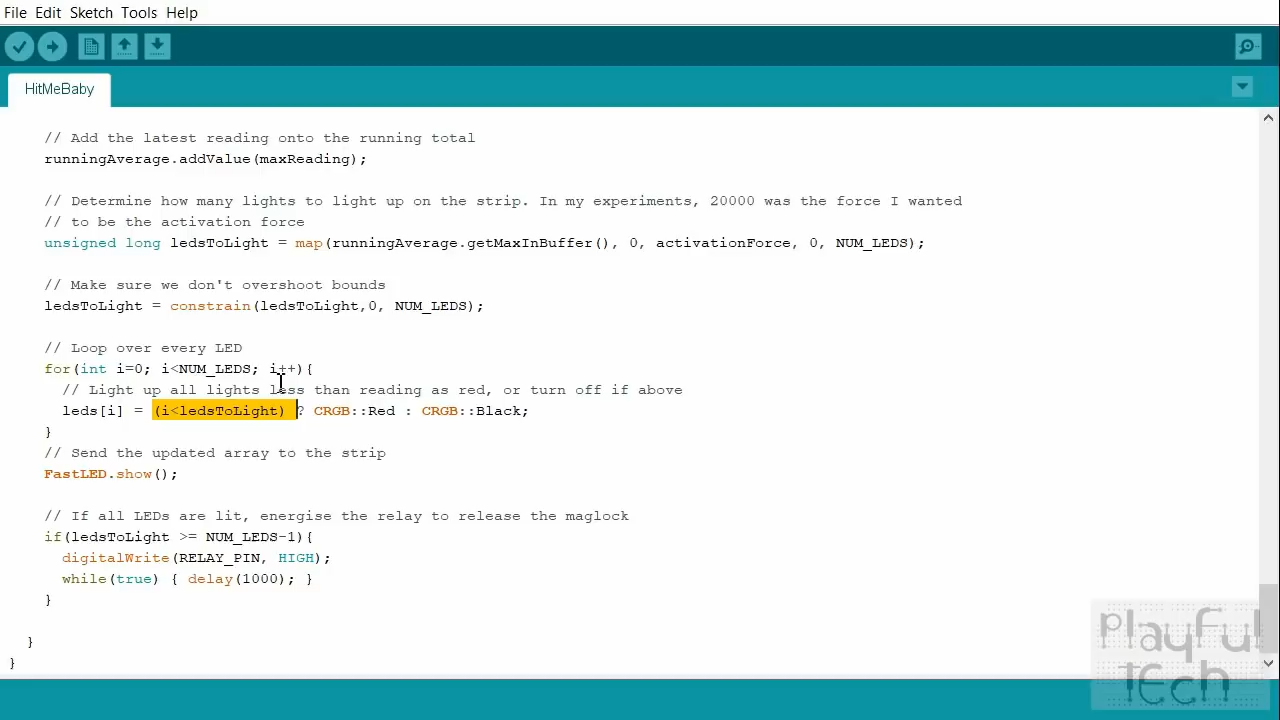 File Edit Sketch Tools Help
HitMeBaby
// Add the latest reading onto the running total
runningAverage.addValue(maxReading);
// Determine how many lights to light up on the strip. In my experiments, 20000 was the force I wanted
// to be the activation force
unsigned long ledsToLight = map(runningAverage.getMaxInBuffer(), 0, activationForce, 0, NUM_LEDS);
// Make sure we don't overshoot bounds
ledsToLight = constrain(ledsToLight,0, NUM_LEDS);
// Loop over every LED
for(int i=0; i<NUM_LEDS; i++){
// Light up all lights less than reading as red, or turn off if above
leds[i] = (i<ledsToLight) ? CRGB::Red : CRGB::Black;
}
// Send the updated array to the strip
FastLED.show();
// If all LEDs are lit, energise the relay to release the maglock
if(ledsToLight >= NUM_LEDS-1){
digitalWrite(RELAY_PIN, HIGH);
while(true) { delay(1000); }
}
}
}
playful
tech